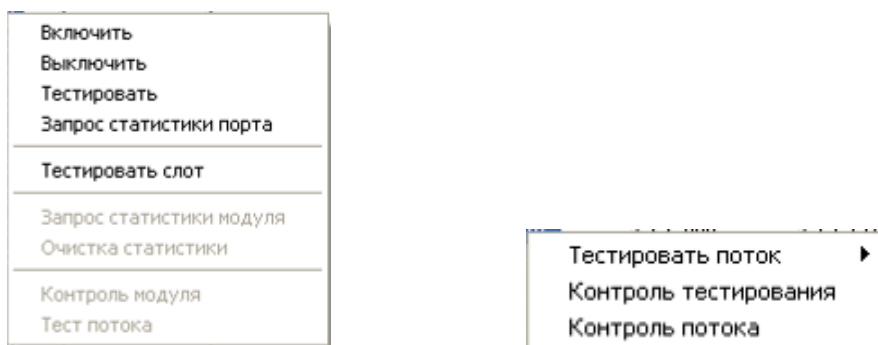 Включить
Выключить
Тестировать
Запрос статистики порта
Тестировать слот
Запрос статистики модуля
Очистка статистики
Контроль модуля
Тест потока
Тестировать поток
Контроль тестирования
Контроль потока